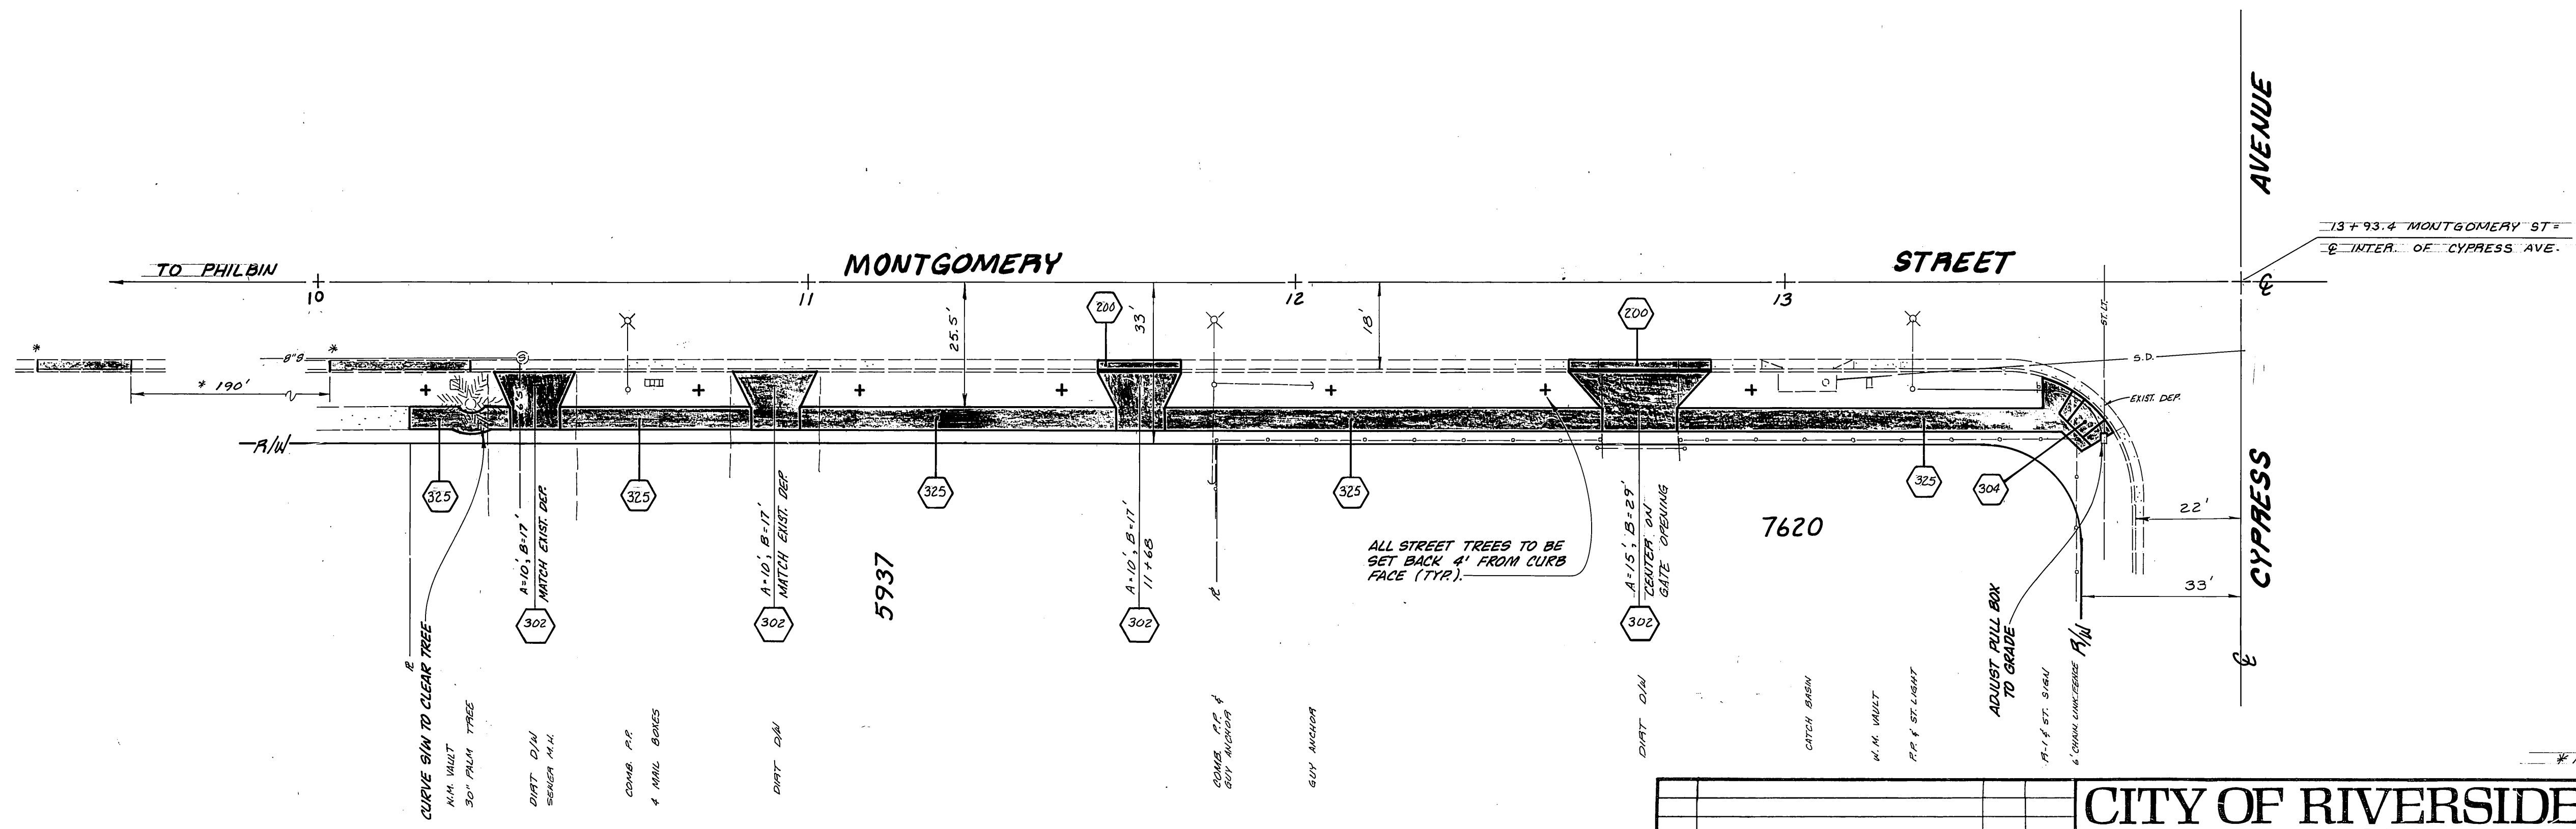 AVENUE
13+93.4 MONTGOMERY ST =
℄ INTER. OF CYPRESS AVE.
TO PHILBIN
MONTGOMERY
STREET
10
11
12
13
℄
200
200
25.5'
33'
18'
ST. LT.
8"S
S
*
*
* 190'
S.D.
EXIST. DEP.
R/W
325
325
325
325
325
304
22'
CYPRESS
A=10', B=17'
MATCH EXIST. DEP.
A=10', B=17'
MATCH EXIST. DEP.
A=10', B=17'
11+68
A=15', B=29'
CENTER ON
GATE OPENING
7620
5937
ALL STREET TREES TO BE
SET BACK 4' FROM CURB
FACE (TYP.).
33'
302
302
302
302
ADJUST PULL BOX
TO GRADE
R/W
℄
CURVE S/W TO CLEAR TREE
W.M. VAULT
30" PALM TREE
DIRT D/W
SEWER M.H.
COMB. P.P.
4 MAIL BOXES
DIRT D/W
COMB. P.P. &
GUY ANCHOR
GUY ANCHOR
DIRT D/W
CATCH BASIN
W.M. VAULT
P.P. & ST. LIGHT
R-1 & ST. SIGN
6' CHAIN LINK FENCE
*
CITY OF RIVERSIDE